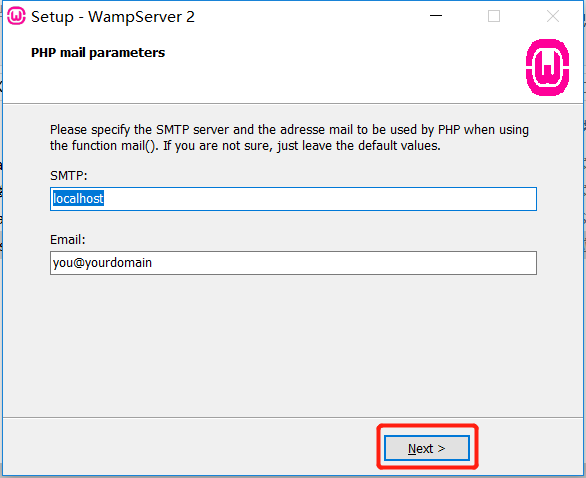 Setup - WampServer 2
PHP mail parameters
Please specify the SMTP server and the adresse mail to be used by PHP when using
the function mail(). If you are not sure, just leave the default values.
SMTP:
localhost
Email:
you@yourdomain
Next >